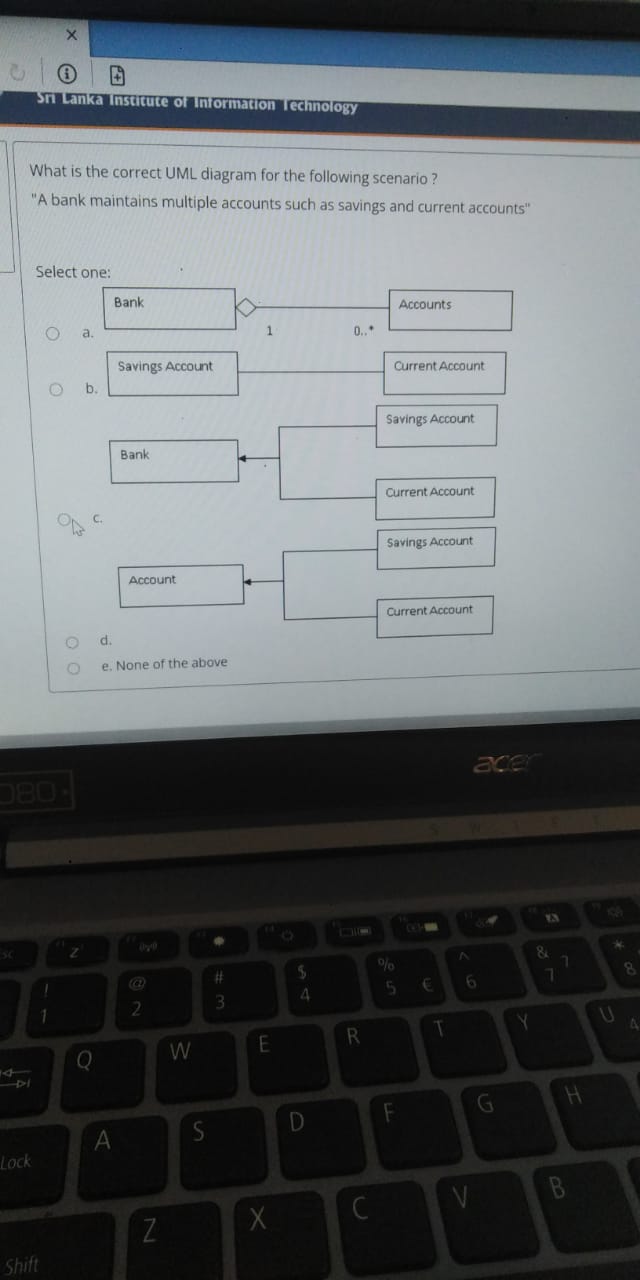 Sri Lanka Institute of Information Technology
What is the correct UML diagram for the following scenario ?
"A bank maintains multiple accounts such as savings and current accounts"
Select one:
a.
Bank
1
0..*
Accounts
b.
Savings Account
Current Account
c.
Bank
Savings Account
Current Account
d.
Account
Savings Account
Current Account
e. None of the above
acer
! 1
@ 2
# 3
$ 4
% 5 €
^ 6
& 7 7
* 8
Q W E R T Y U 4
Lock A S D F G H
Shift Z X C V B